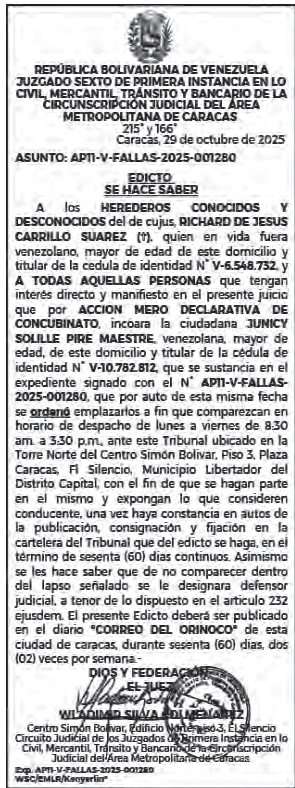 REPÚBLICA BOLIVARIANA DE VENEZUELA
JUZGADO SEXTO DE PRIMERA INSTANCIA EN LO
CIVIL, MERCANTIL, TRÁNSITO Y BANCARIO DE LA
CIRCUNSCRIPCIÓN JUDICIAL DEL ÁREA
METROPOLITANA DE CARACAS
215° y 166°
Caracas, 29 de octubre de 2025
ASUNTO: AP11-V-FALLAS-2025-001280
EDICTO
SE HACE SABER
A los HEREDEROS CONOCIDOS Y
DESCONOCIDOS del de cujus, RICHARD DE JESUS
CARRILLO SUAREZ (†), quien en vida fuera
venezolano, mayor de edad de este domicilio y
titular de la cedula de identidad N° V-6.548.732, y
A TODAS AQUELLAS PERSONAS que tengan
interés directo y manifiesto en el presente juicio
que por ACCION MERO DECLARATIVA DE
CONCUBINATO, incoara la ciudadana JUNICY
SOLILLE PIRE MAESTRE, venezolana, mayor de
edad, de este domicilio y titular de la cédula de
identidad N° V-10.782.812, que se sustancia en el
expediente signado con el N° AP11-V-FALLAS-
2025-001280, que por auto de esta misma fecha
se ordenó emplazarlos a fin que comparezcan en
horario de despacho de lunes a viernes de 8:30
am. a 3:30 p.m., ante este Tribunal ubicado en la
Torre Norte del Centro Simón Bolívar, Piso 3, Plaza
Caracas, El Silencio, Municipio Libertador del
Distrito Capital, con el fin de que se hagan parte
en el mismo y expongan lo que consideren
conducente, una vez haya constancia en autos de
la publicación, consignación y fijación en la
cartelera del Tribunal que del edicto se haga, en el
término de sesenta (60) días continuos. Asimismo
se les hace saber que de no comparecer dentro
del lapso señalado se le designara defensor
judicial, a tenor de lo dispuesto en el articulo 232
ejusdem. El presente Edicto deberá ser publicado
en el diario "CORREO DEL ORINOCO" de esta
ciudad de caracas, durante sesenta (60) días, dos
(02) veces por semana.-
DIOS Y FEDERACIÓN
EL JUEZ
WLADIMIR SILVA COLMENAREZ
Centro Simón Bolívar, Edificio Norte, piso 3, El Silencio
Circuito Judicial de los Juzgados de Primera Instancia en lo
Civil, Mercantil, Tránsito y Bancario de la Circunscripción
Judicial del Área Metropolitana de Caracas
Exp. AP11-V-FALLAS-2025-001280
WSC/EMLR/Kenyerlin*